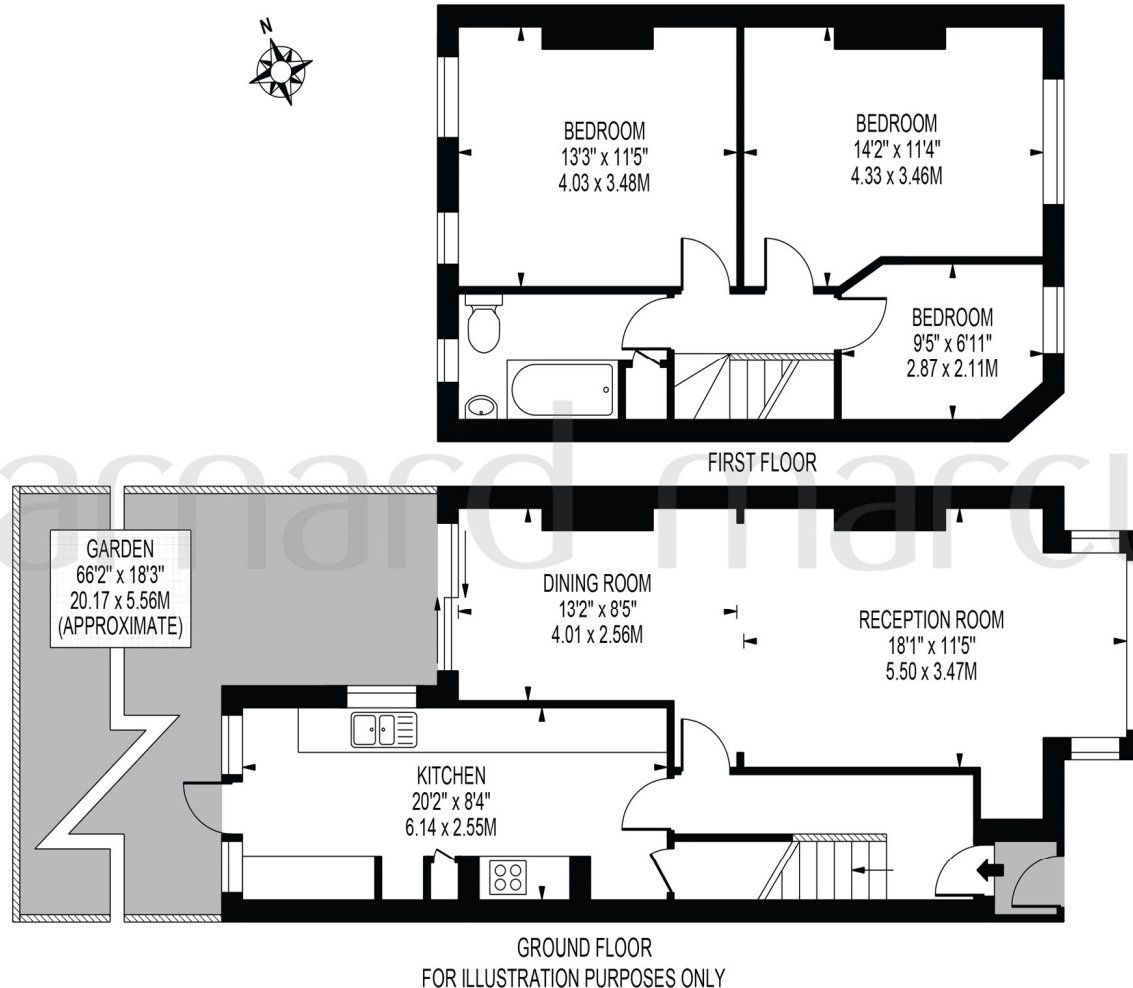 N
BEDROOM
13'3" x 11'5"
4.03 x 3.48M
BEDROOM
14'2" x 11'4"
4.33 x 3.46M
BEDROOM
9'5" x 6'11"
2.87 x 2.11M
FIRST FLOOR
arnard marcu
GARDEN
66'2" x 18'3"
20.17 x 5.56M
(APPROXIMATE)
DINING ROOM
13'2" x 8'5"
4.01 x 2.56M
RECEPTION ROOM
18'1" x 11'5"
5.50 x 3.47M
KITCHEN
20'2" x 8'4"
6.14 x 2.55M
GROUND FLOOR
FOR ILLUSTRATION PURPOSES ONLY